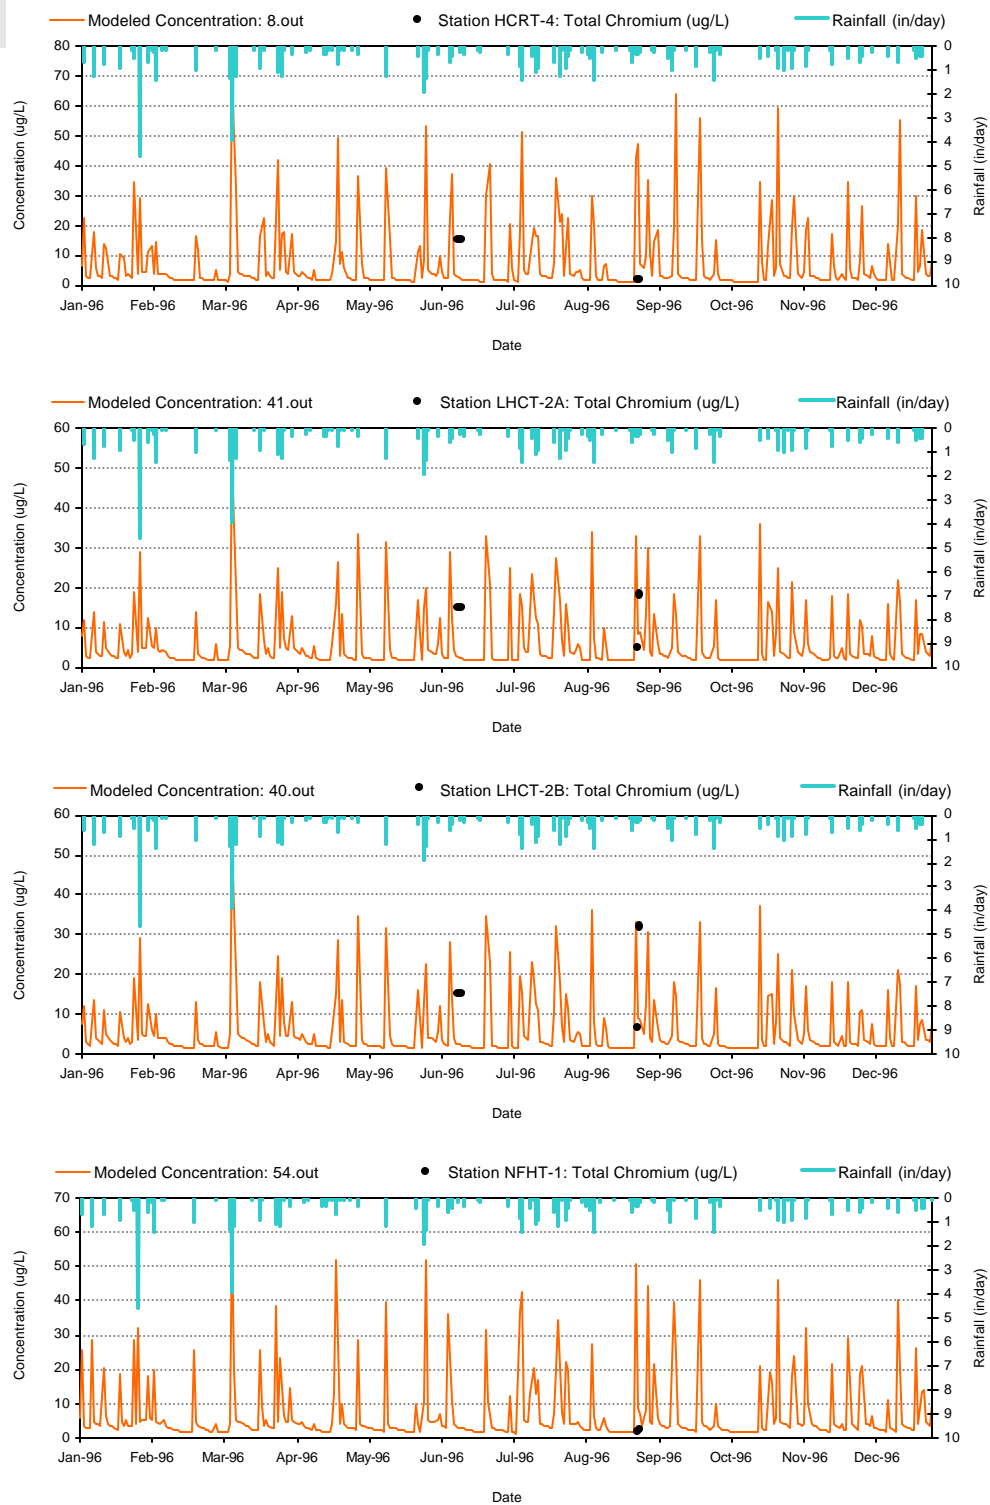 Modeled Concentration: 8.out Station HCRT-4: Total Chromium (ug/L) Rainfall (in/day)
80 0
70 1
60 2
50 3
40 4
30 5
20 6
10 7
0 8
9
10
Concentration (ug/L)
Rainfall (in/day)
Jan-96 Feb-96 Mar-96 Apr-96 May-96 Jun-96 Jul-96 Aug-96 Sep-96 Oct-96 Nov-96 Dec-96
Date
Modeled Concentration: 41.out Station LHCT-2A: Total Chromium (ug/L) Rainfall (in/day)
60 0
50 1
40 2
30 3
20 4
10 5
0 6
7
8
9
10
Concentration (ug/L)
Rainfall (in/day)
Jan-96 Feb-96 Mar-96 Apr-96 May-96 Jun-96 Jul-96 Aug-96 Sep-96 Oct-96 Nov-96 Dec-96
Date
Modeled Concentration: 40.out Station LHCT-2B: Total Chromium (ug/L) Rainfall (in/day)
60 0
50 1
40 2
30 3
20 4
10 5
0 6
7
8
9
10
Concentration (ug/L)
Rainfall (in/day)
Jan-96 Feb-96 Mar-96 Apr-96 May-96 Jun-96 Jul-96 Aug-96 Sep-96 Oct-96 Nov-96 Dec-96
Date
Modeled Concentration: 54.out Station NFHT-1: Total Chromium (ug/L) Rainfall (in/day)
70 0
60 1
50 2
40 3
30 4
20 5
10 6
0 7
8
9
10
Concentration (ug/L)
Rainfall (in/day)
Jan-96 Feb-96 Mar-96 Apr-96 May-96 Jun-96 Jul-96 Aug-96 Sep-96 Oct-96 Nov-96 Dec-96
Date